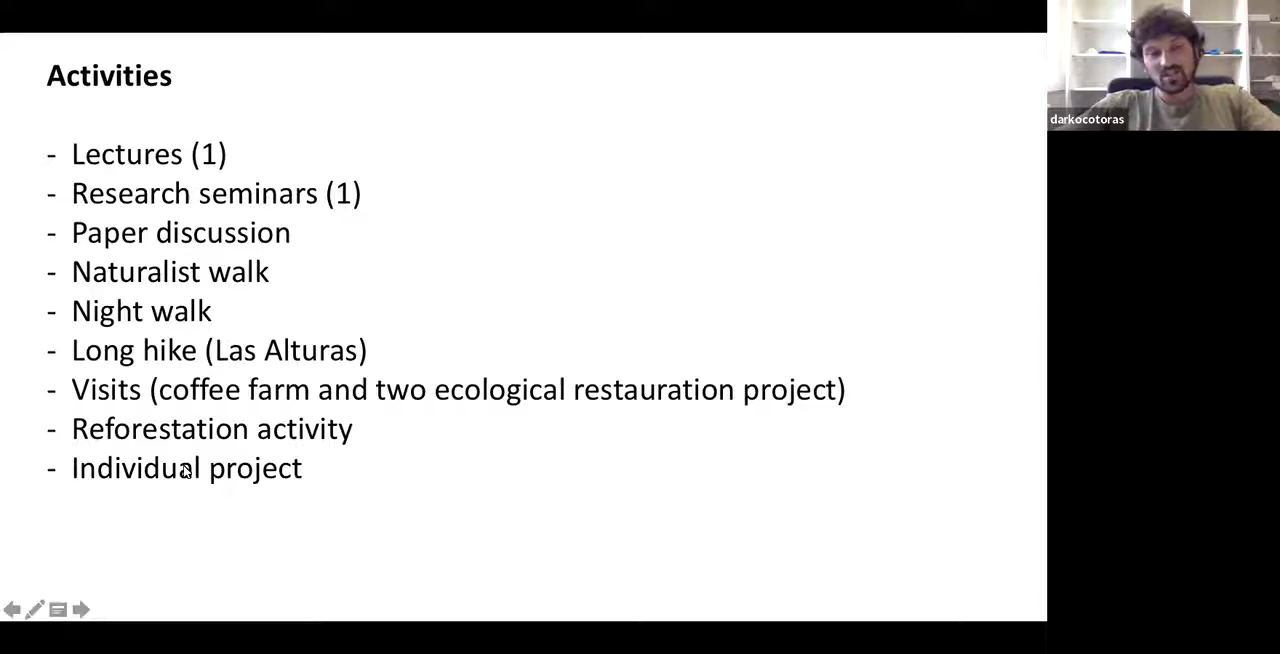 Activities
- Lectures (1)
- Research seminars (1)
- Paper discussion
- Naturalist walk
- Night walk
- Long hike (Las Alturas)
- Visits (coffee farm and two ecological restauration project)
- Reforestation activity
- Individual project
darkocotoras